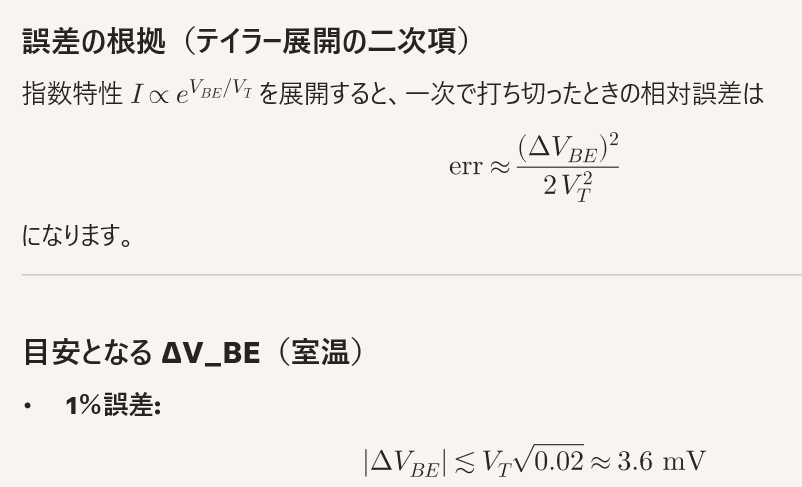 誤差の根拠（テイラー展開の二次項）
指数特性 $I \propto e^{V_{BE}/V_T}$ を展開すると、一次で打ち切ったときの相対誤差は
$\mathrm{err} \approx \frac{(\Delta V_{BE})^2}{2\,V_T^2}$
になります。
目安となる ΔV_BE（室温）
• 1%誤差:
$|\Delta V_{BE}| \lesssim V_T \sqrt{0.02} \approx 3.6\ \mathrm{mV}$